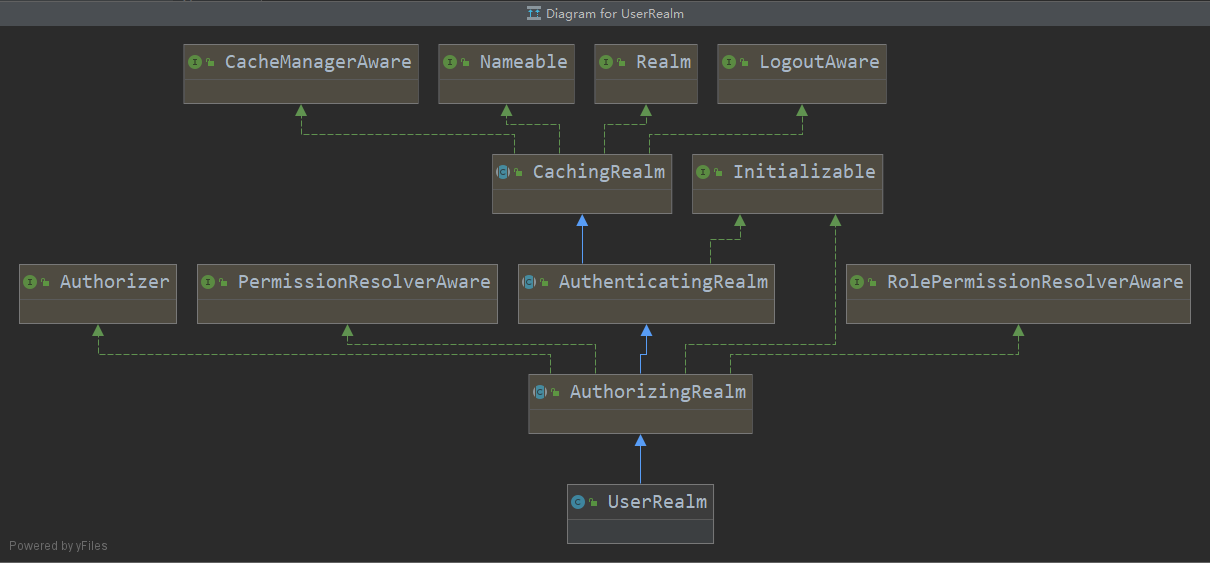 Diagram for UserRealm
CacheManagerAware
Nameable
Realm
LogoutAware
CachingRealm
Initializable
Authorizer
PermissionResolverAware
AuthenticatingRealm
RolePermissionResolverAware
AuthorizingRealm
UserRealm
Powered by yFiles